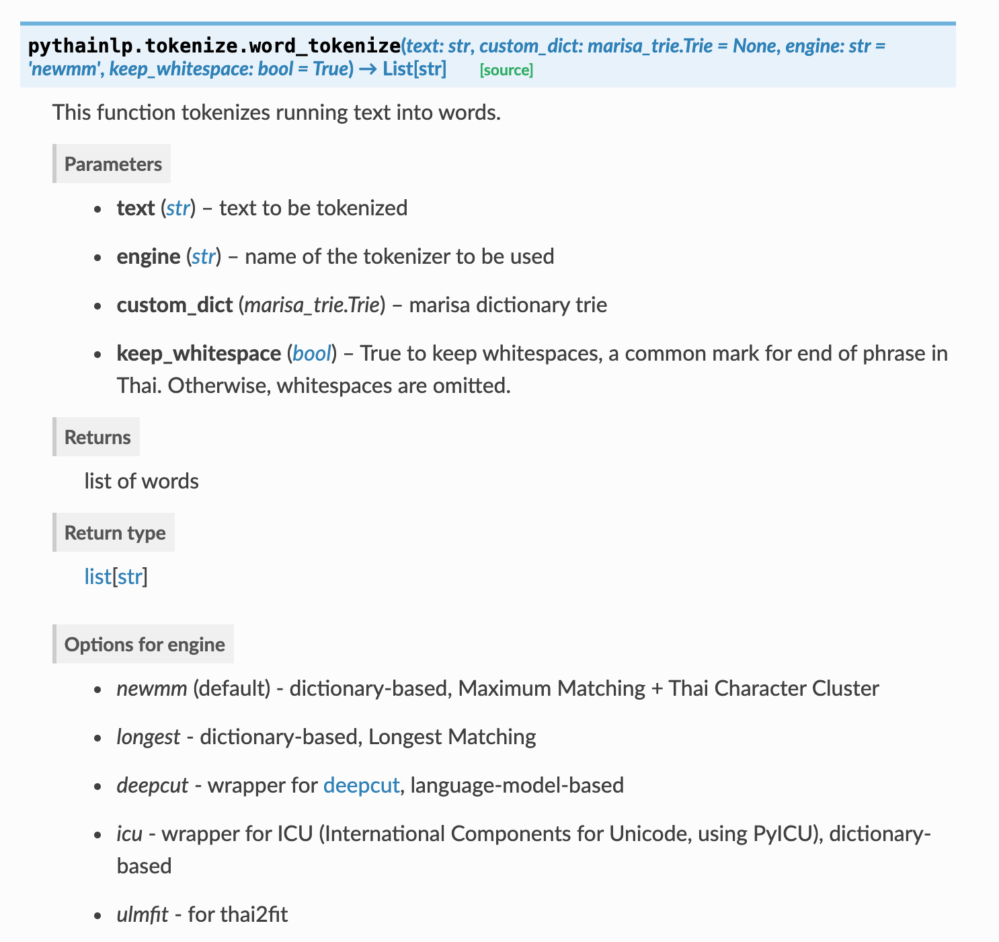 pythainlp.tokenize.word_tokenize(text: str, custom_dict: marisa_trie.Trie = None, engine: str =
'newmm', keep_whitespace: bool = True) → List[str] [source]
This function tokenizes running text into words.
Parameters
• text (str) – text to be tokenized
• engine (str) – name of the tokenizer to be used
• custom_dict (marisa_trie.Trie) – marisa dictionary trie
• keep_whitespace (bool) – True to keep whitespaces, a common mark for end of phrase in
Thai. Otherwise, whitespaces are omitted.
Returns
list of words
Return type
list[str]
Options for engine
• newmm (default) - dictionary-based, Maximum Matching + Thai Character Cluster
• longest - dictionary-based, Longest Matching
• deepcut - wrapper for deepcut, language-model-based
• icu - wrapper for ICU (International Components for Unicode, using PyICU), dictionary-
based
• ulmfit - for thai2fit